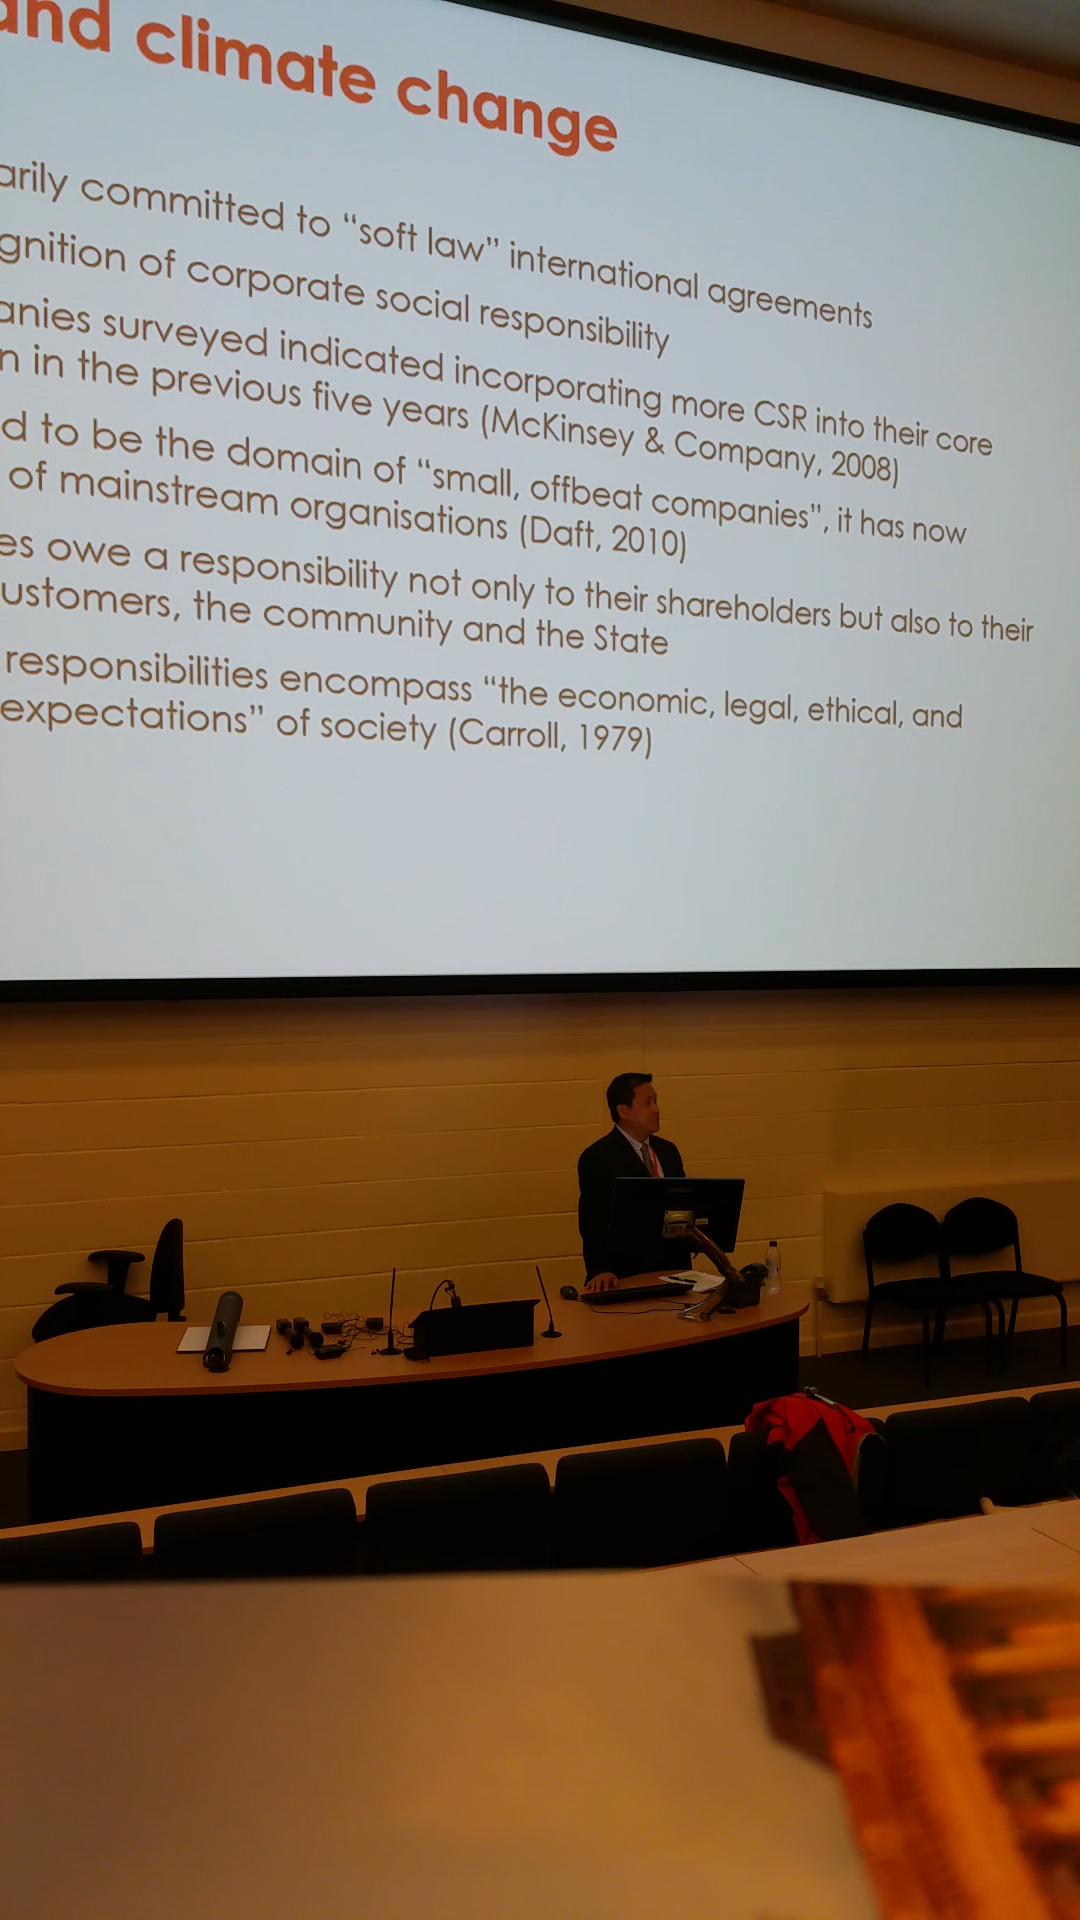 and climate change
arily committed to “soft law” international agreements
gnition of corporate social responsibility
anies surveyed indicated incorporating more CSR into their core
n in the previous five years (McKinsey & Company, 2008)
d to be the domain of “small, offbeat companies”, it has now
of mainstream organisations (Daft, 2010)
es owe a responsibility not only to their shareholders but also to their
ustomers, the community and the State
responsibilities encompass “the economic, legal, ethical, and
expectations” of society (Carroll, 1979)